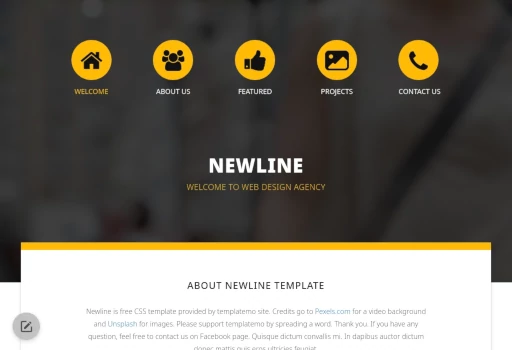 WELCOME
ABOUT US
FEATURED
PROJECTS
CONTACT US
NEWLINE
WELCOME TO WEB DESIGN AGENCY
ABOUT NEWLINE TEMPLATE
Newline is free CSS template provided by templatemo site. Credits go to Pexels.com for a video background
and Unsplash for images. Please support templatemo by spreading a word. Thank you. If you have any
question, feel free to contact us on Facebook page. Quisque dictum convallis mi. In dapibus auctor dictum
donec mattis quis eros ultricies feugiat.